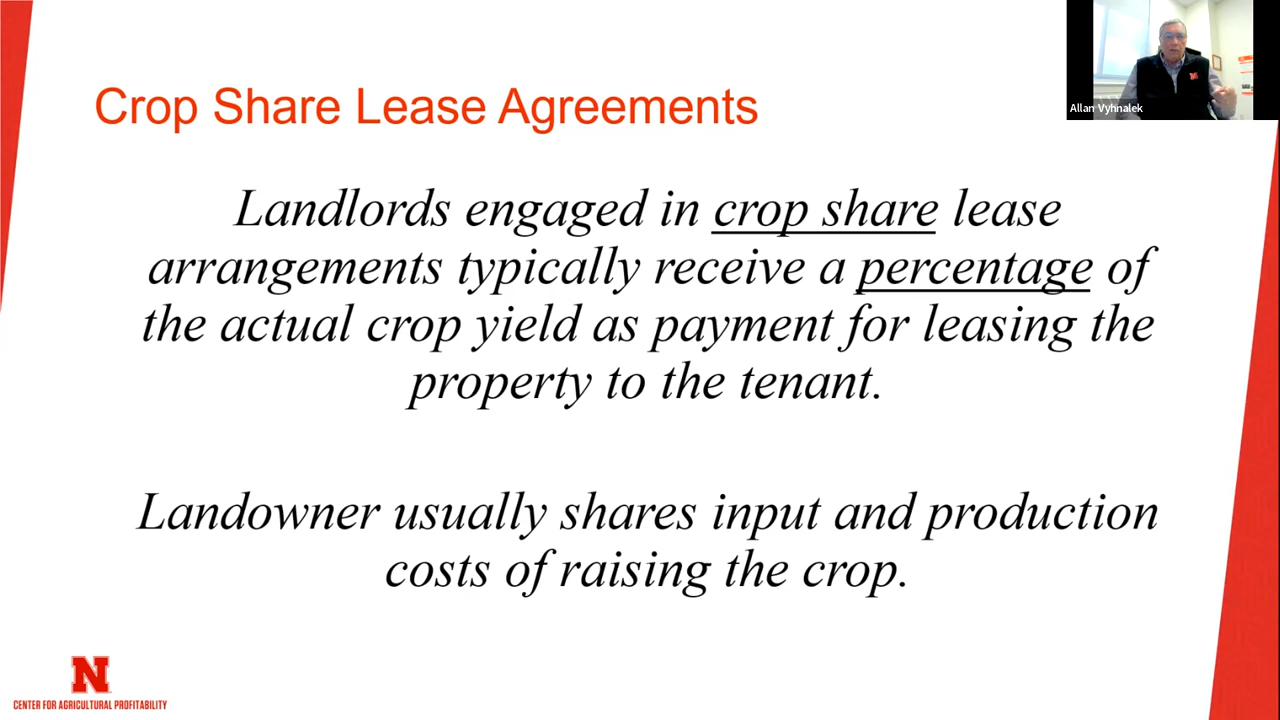 Crop Share Lease Agreements
Allan Vyhnalek
Landlords engaged in crop share lease
arrangements typically receive a percentage of
the actual crop yield as payment for leasing the
property to the tenant.
Landowner usually shares input and production
costs of raising the crop.
N
CENTER FOR AGRICULTURAL PROFITABILITY